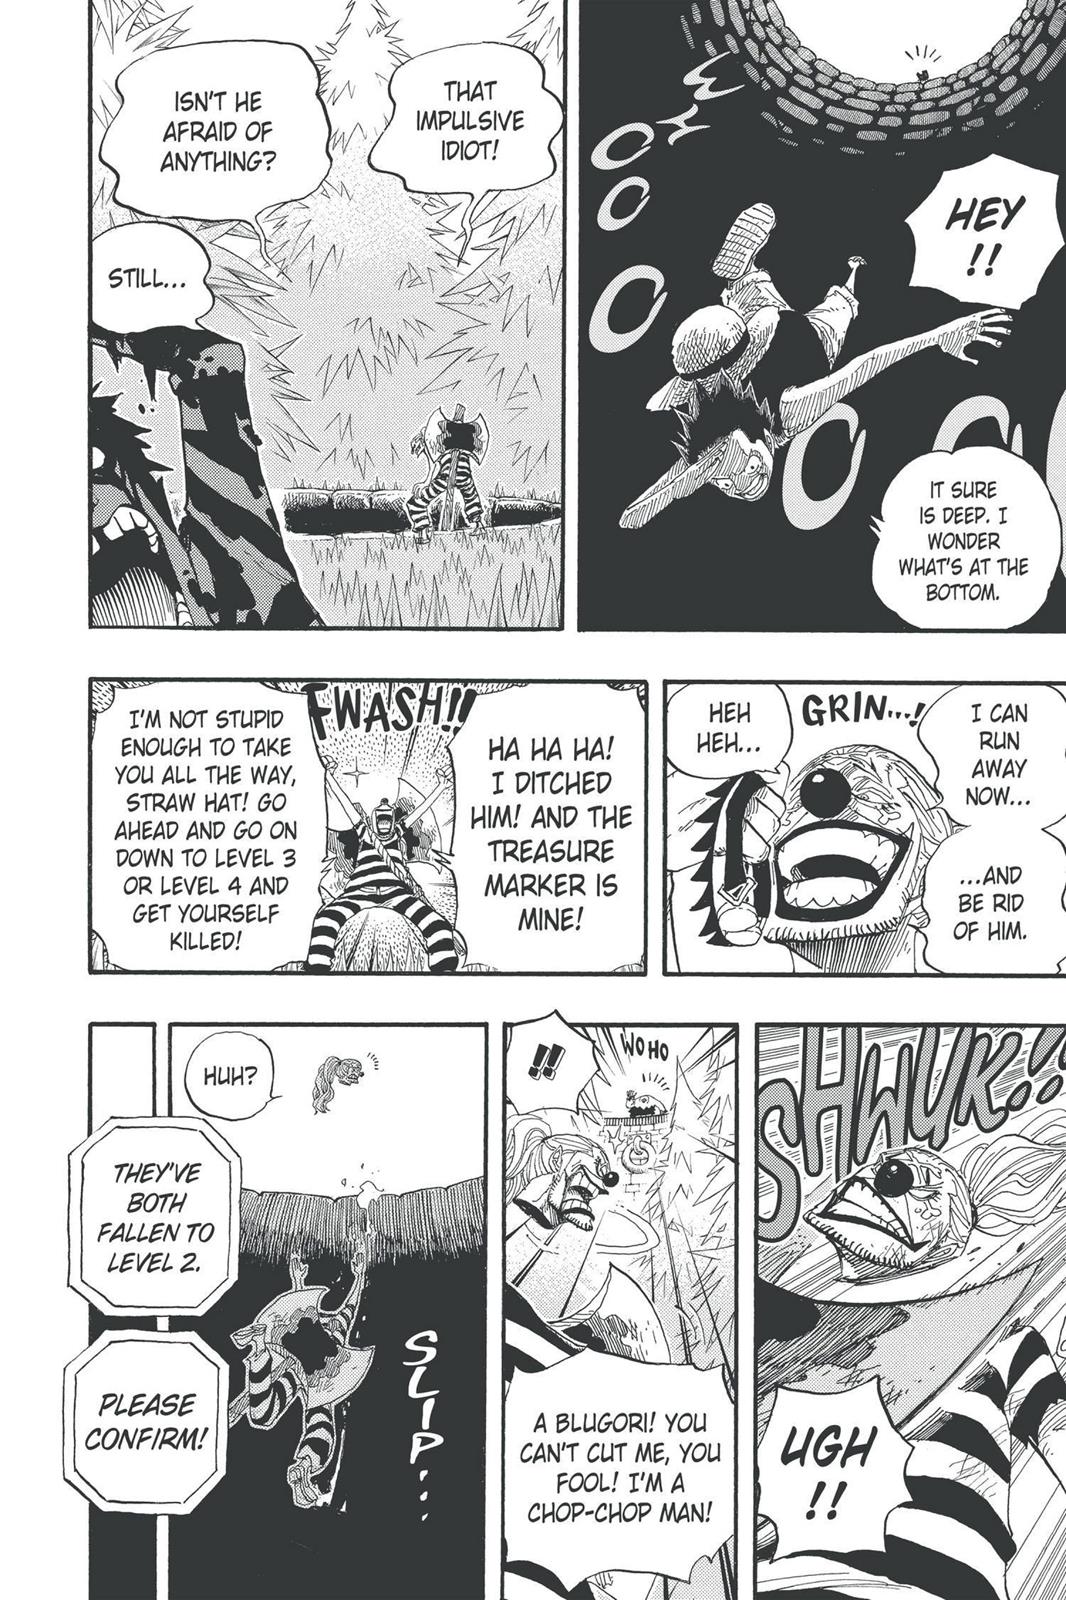 WH
OOO
OOOO
HEY
!!
IT SURE
IS DEEP. I
WONDER
WHAT'S AT THE
BOTTOM.
THAT
IMPULSIVE
IDIOT!
ISN'T HE
AFRAID OF
ANYTHING?
STILL...
I CAN
RUN
AWAY
NOW...
...AND
BE RID
OF HIM.
GRIN...!
HEH
HEH...
HA HA HA!
I DITCHED
HIM! AND THE
TREASURE
MARKER IS
MINE!
FWASH!!
I'M NOT STUPID
ENOUGH TO TAKE
YOU ALL THE WAY,
STRAW HAT! GO
AHEAD AND GO ON
DOWN TO LEVEL 3
OR LEVEL 4 AND
GET YOURSELF
KILLED!
SHWUK!!
UGH
!!
!!
WOHO
A BLUGORI! YOU
CAN'T CUT ME, YOU
FOOL! I'M A
CHOP-CHOP MAN!
HUH?
SLIP...
THEY'VE
BOTH
FALLEN TO
LEVEL 2.
PLEASE
CONFIRM!